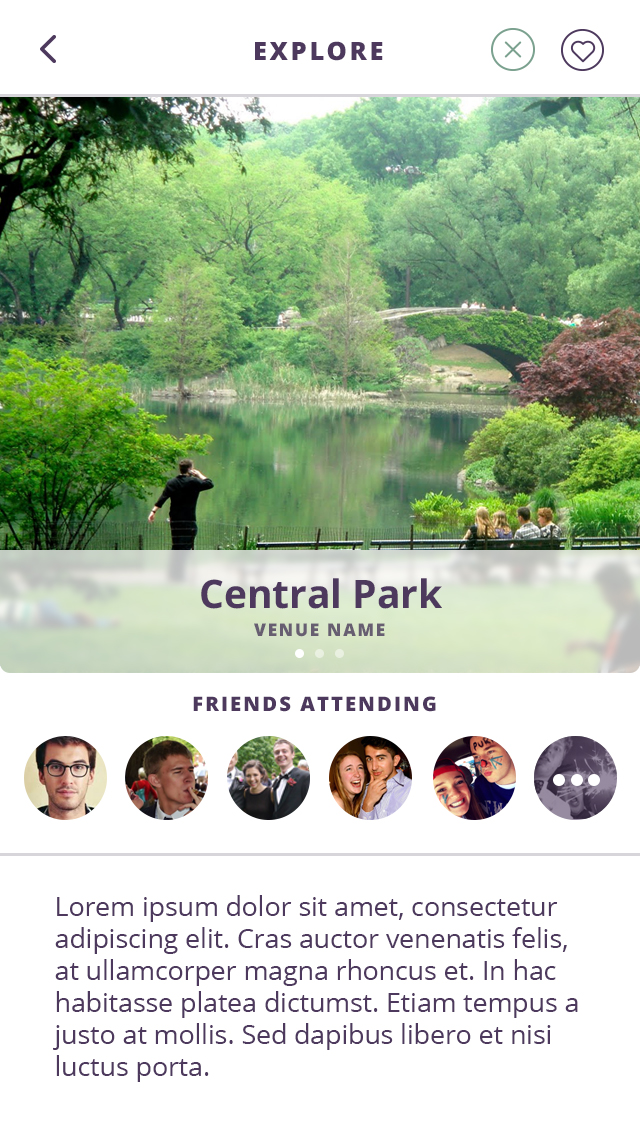 EXPLORE
Central Park
VENUE NAME
FRIENDS ATTENDING
Lorem ipsum dolor sit amet, consectetur
adipiscing elit. Cras auctor venenatis felis,
at ullamcorper magna rhoncus et. In hac
habitasse platea dictumst. Etiam tempus a
justo at mollis. Sed dapibus libero et nisi
luctus porta.